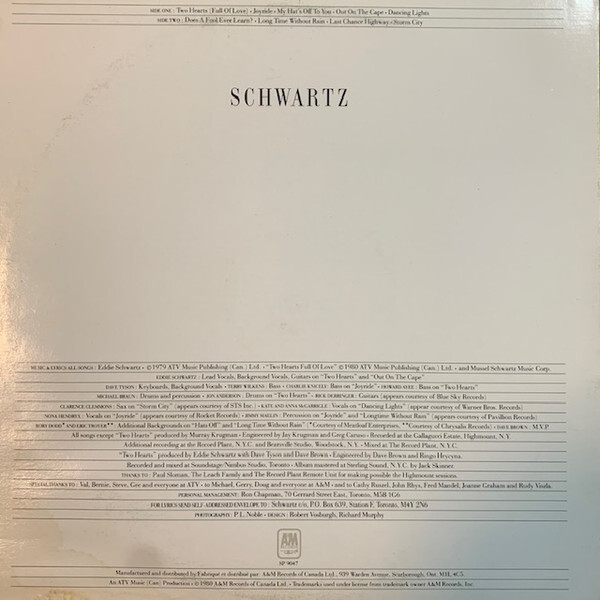 SIDE ONE : Two Hearts (Full Of Love) • Joyride • My Hat's Off To You • Out On The Cape • Dancing Lights
SIDE TWO : Does A Fool Ever Learn? • Long Time Without Rain • Last Chance Highway • Storm City
SCHWARTZ
MUSIC & LYRICS ALL SONGS : Eddie Schwartz • ©1979 ATV Music Publishing (Can.) Ltd. • "Two Hearts Full Of Love" ©1980 ATV Music Publishing (Can.) Ltd. • and Schwartz Music Corp.
EDDIE SCHWARTZ : Lead Vocals, Background Vocals, Guitars on "Two Hearts" and "Out On The Cape"
DAVE TYSON : Keyboards, Background Vocals • TERRY WILKENS : Bass • CHARLIE : Bass on "Joyride" • HOWARD AYEE : Bass on "Two Hearts"
MICHAEL BRAUN : Drums and percussion • JON ANDERSON : Drums on "Two Hearts" • RICK DERRINGER : Guitars (appears courtesy of Blue Sky Records)
CLARENCE CLEMMONS : Sax on "Storm City" (appears courtesy of STS Inc.) • KATE AND ANNA McGARRIGLE : Vocals on "Dancing Lights" (appear courtesy of Warner Bros. Records)
NONA HENDRYX : Vocals on "Joyride" (appears courtesy of Rocket Records) • JIMMY MAELIN : Percussion on "Joyride" and "Longtime Without Rain" (appears courtesy of Pavillion Records)
RORY DODD* AND ERIC TROYER** : Additional Backgrounds on "Hats Off" and "Long Time Without Rain" (*Courtesy of Meatloaf Enterprises, **Courtesy of Chrysalis Records) • DAVE BROWN : M.V.P.
All songs except "Two Hearts" produced by Murray Krugman • Engineered by Jay Krugman and Greg Caruso • Recorded at the Gallagaest Estate, Highmount, N.Y.
Additional recording at the Record Plant, N.Y.C. and Bearsville Studio, Woodstock, N.Y. • Mixed at The Record Plant, N.Y.C.
"Two Hearts" produced by Eddie Schwartz with Dave Tyson and Dave Brown • Engineered by Dave Brown and Ringo Hrycyna.
Recorded and mixed at Soundstage/Nimbus Studio, Toronto • Album mastered at Sterling Sound, N.Y.C. by Jack Skinner.
THANKS TO : Paul Sloman, The Leach Family and The Record Plant Remote Unit for making possible the Highmount sessions.
SPECIAL THANKS TO : Val, Bernie, Steve, Gee and everyone at ATV • to Michael, Gerry, Doug and everyone at A&M • and to Cathy Russel, John Rhys, Fred Mandel, Joanne Graham and Rudy Visda.
PERSONAL MANAGEMENT : Ron Chapman, 70 Gerrard Street East, Toronto, M5B 1G6
FOR LYRICS SEND SELF-ADDRESSED ENVELOPE TO : Schwartz c/o, P.O. Box 639, Station F, Toronto, M4Y 2N6
PHOTOGRAPHY : P. L. Noble • DESIGN : Robert Vosburgh, Richard Murphy
A&M
SP 9047
Manufactured and distributed by/Fabriqué et distribué par: A&M Records of Canada Ltd., 939 Warden Avenue, Scarborough, Ont. M1L 4C5.
An ATV Music (Can) Production • ℗ 1980 A&M Records of Canada Ltd. • Trademarks used under license from trademark owner A&M Records, Inc.